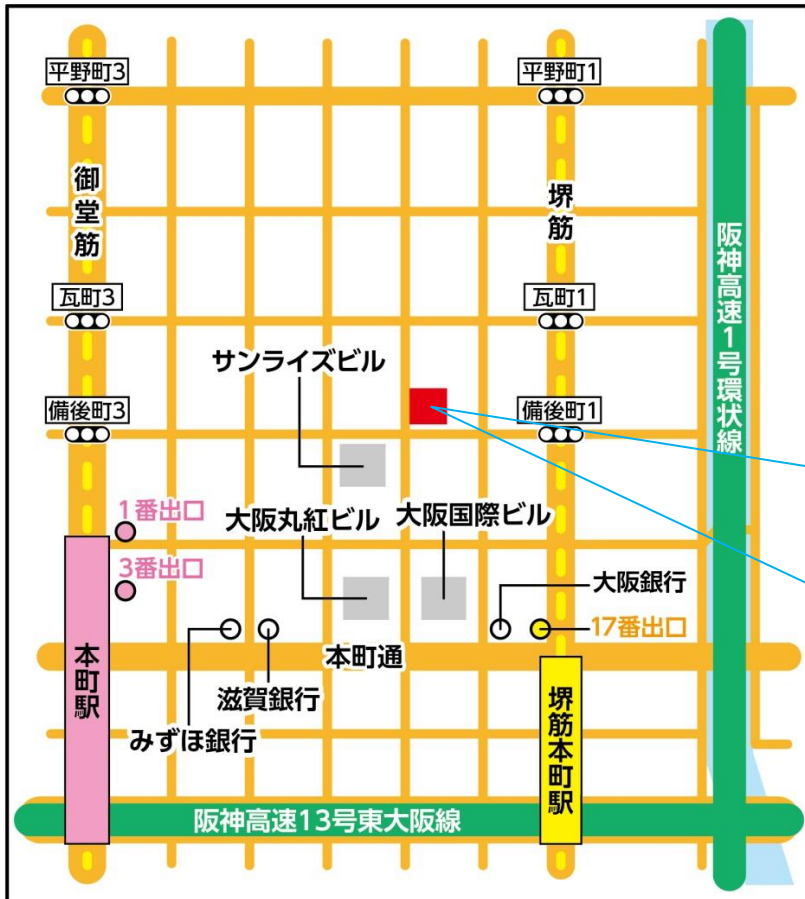 平野町3
平野町1
御堂筋
堺筋
阪神高速1号環状線
瓦町3
瓦町1
サンライズビル
備後町3
備後町1
1番出口
大阪丸紅ビル
大阪国際ビル
3番出口
大阪銀行
17番出口
本町駅
本町通
滋賀銀行
みずほ銀行
堺筋本町駅
阪神高速13号東大阪線